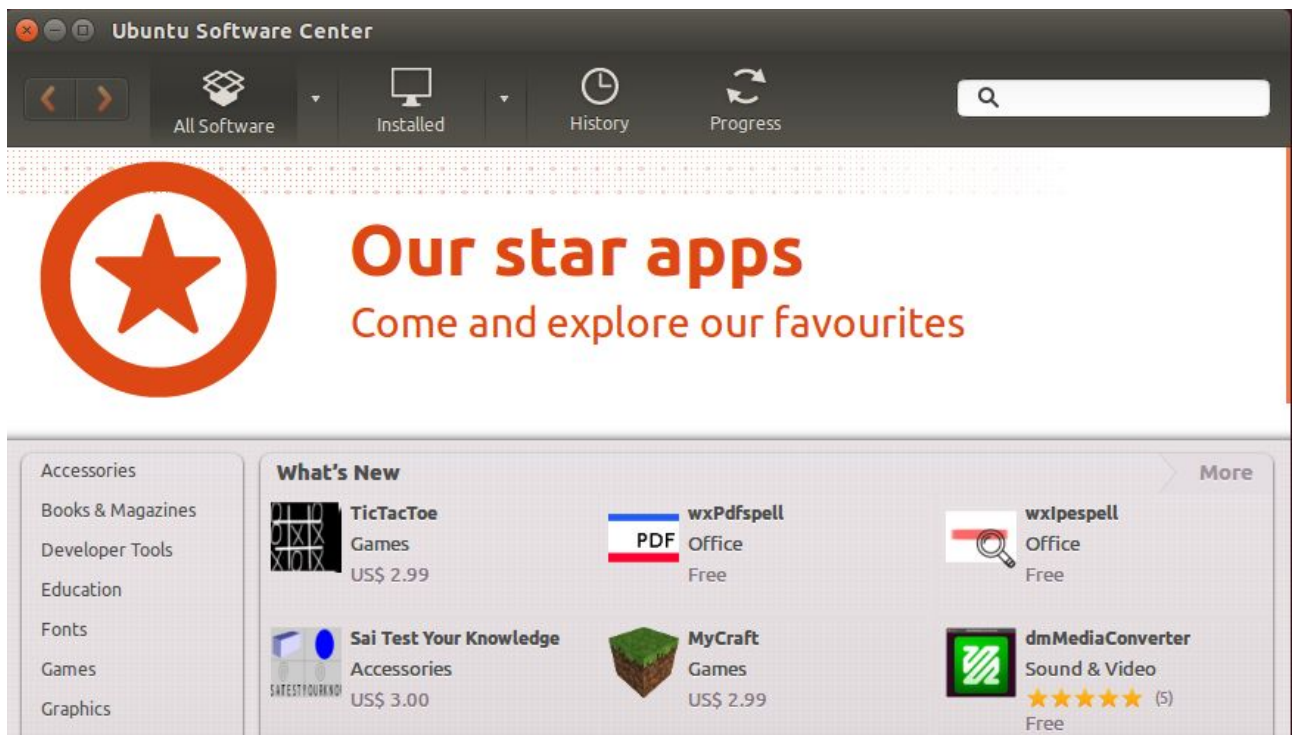 Ubuntu Software Center
All Software
Installed
History
Progress
Our star apps
Come and explore our favourites
Accessories
Books & Magazines
Developer Tools
Education
Fonts
Games
Graphics
What's New
More
TicTacToe
Games
US$ 2.99
wxPdfspell
PDF
Office
Free
wxIpespell
Office
Free
Sai Test Your Knowledge
Accessories
US$ 3.00
MyCraft
Games
US$ 2.99
dmMediaConverter
Sound & Video
(5)
Free